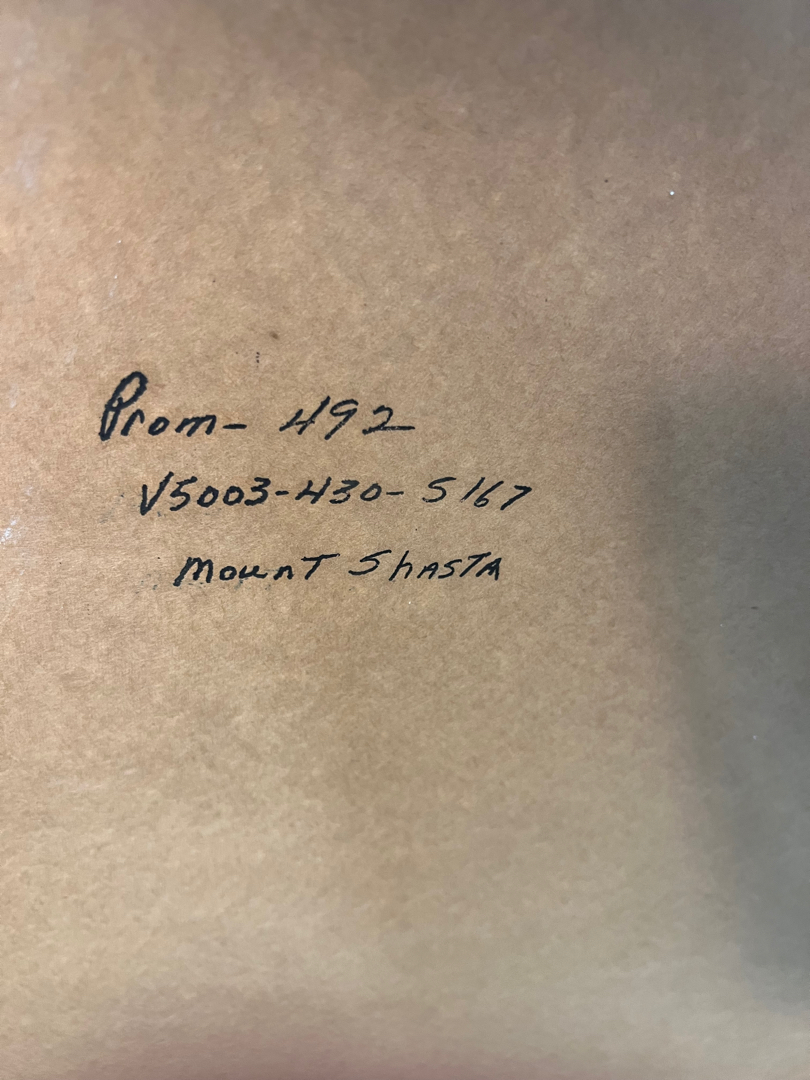 Prom- 492
V5003-430-5167
Mount ShASTA